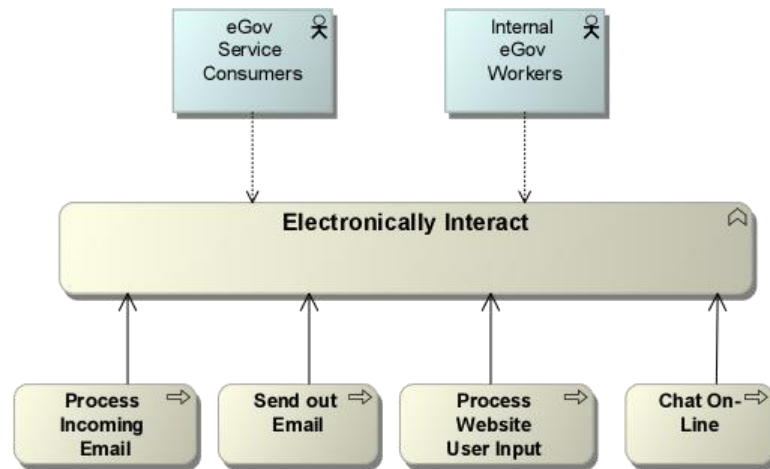 eGov
Service
Consumers
Internal
eGov
Workers
Electronically Interact
Process
Incoming
Email
Send out
Email
Process
Website
User Input
Chat On-
Line